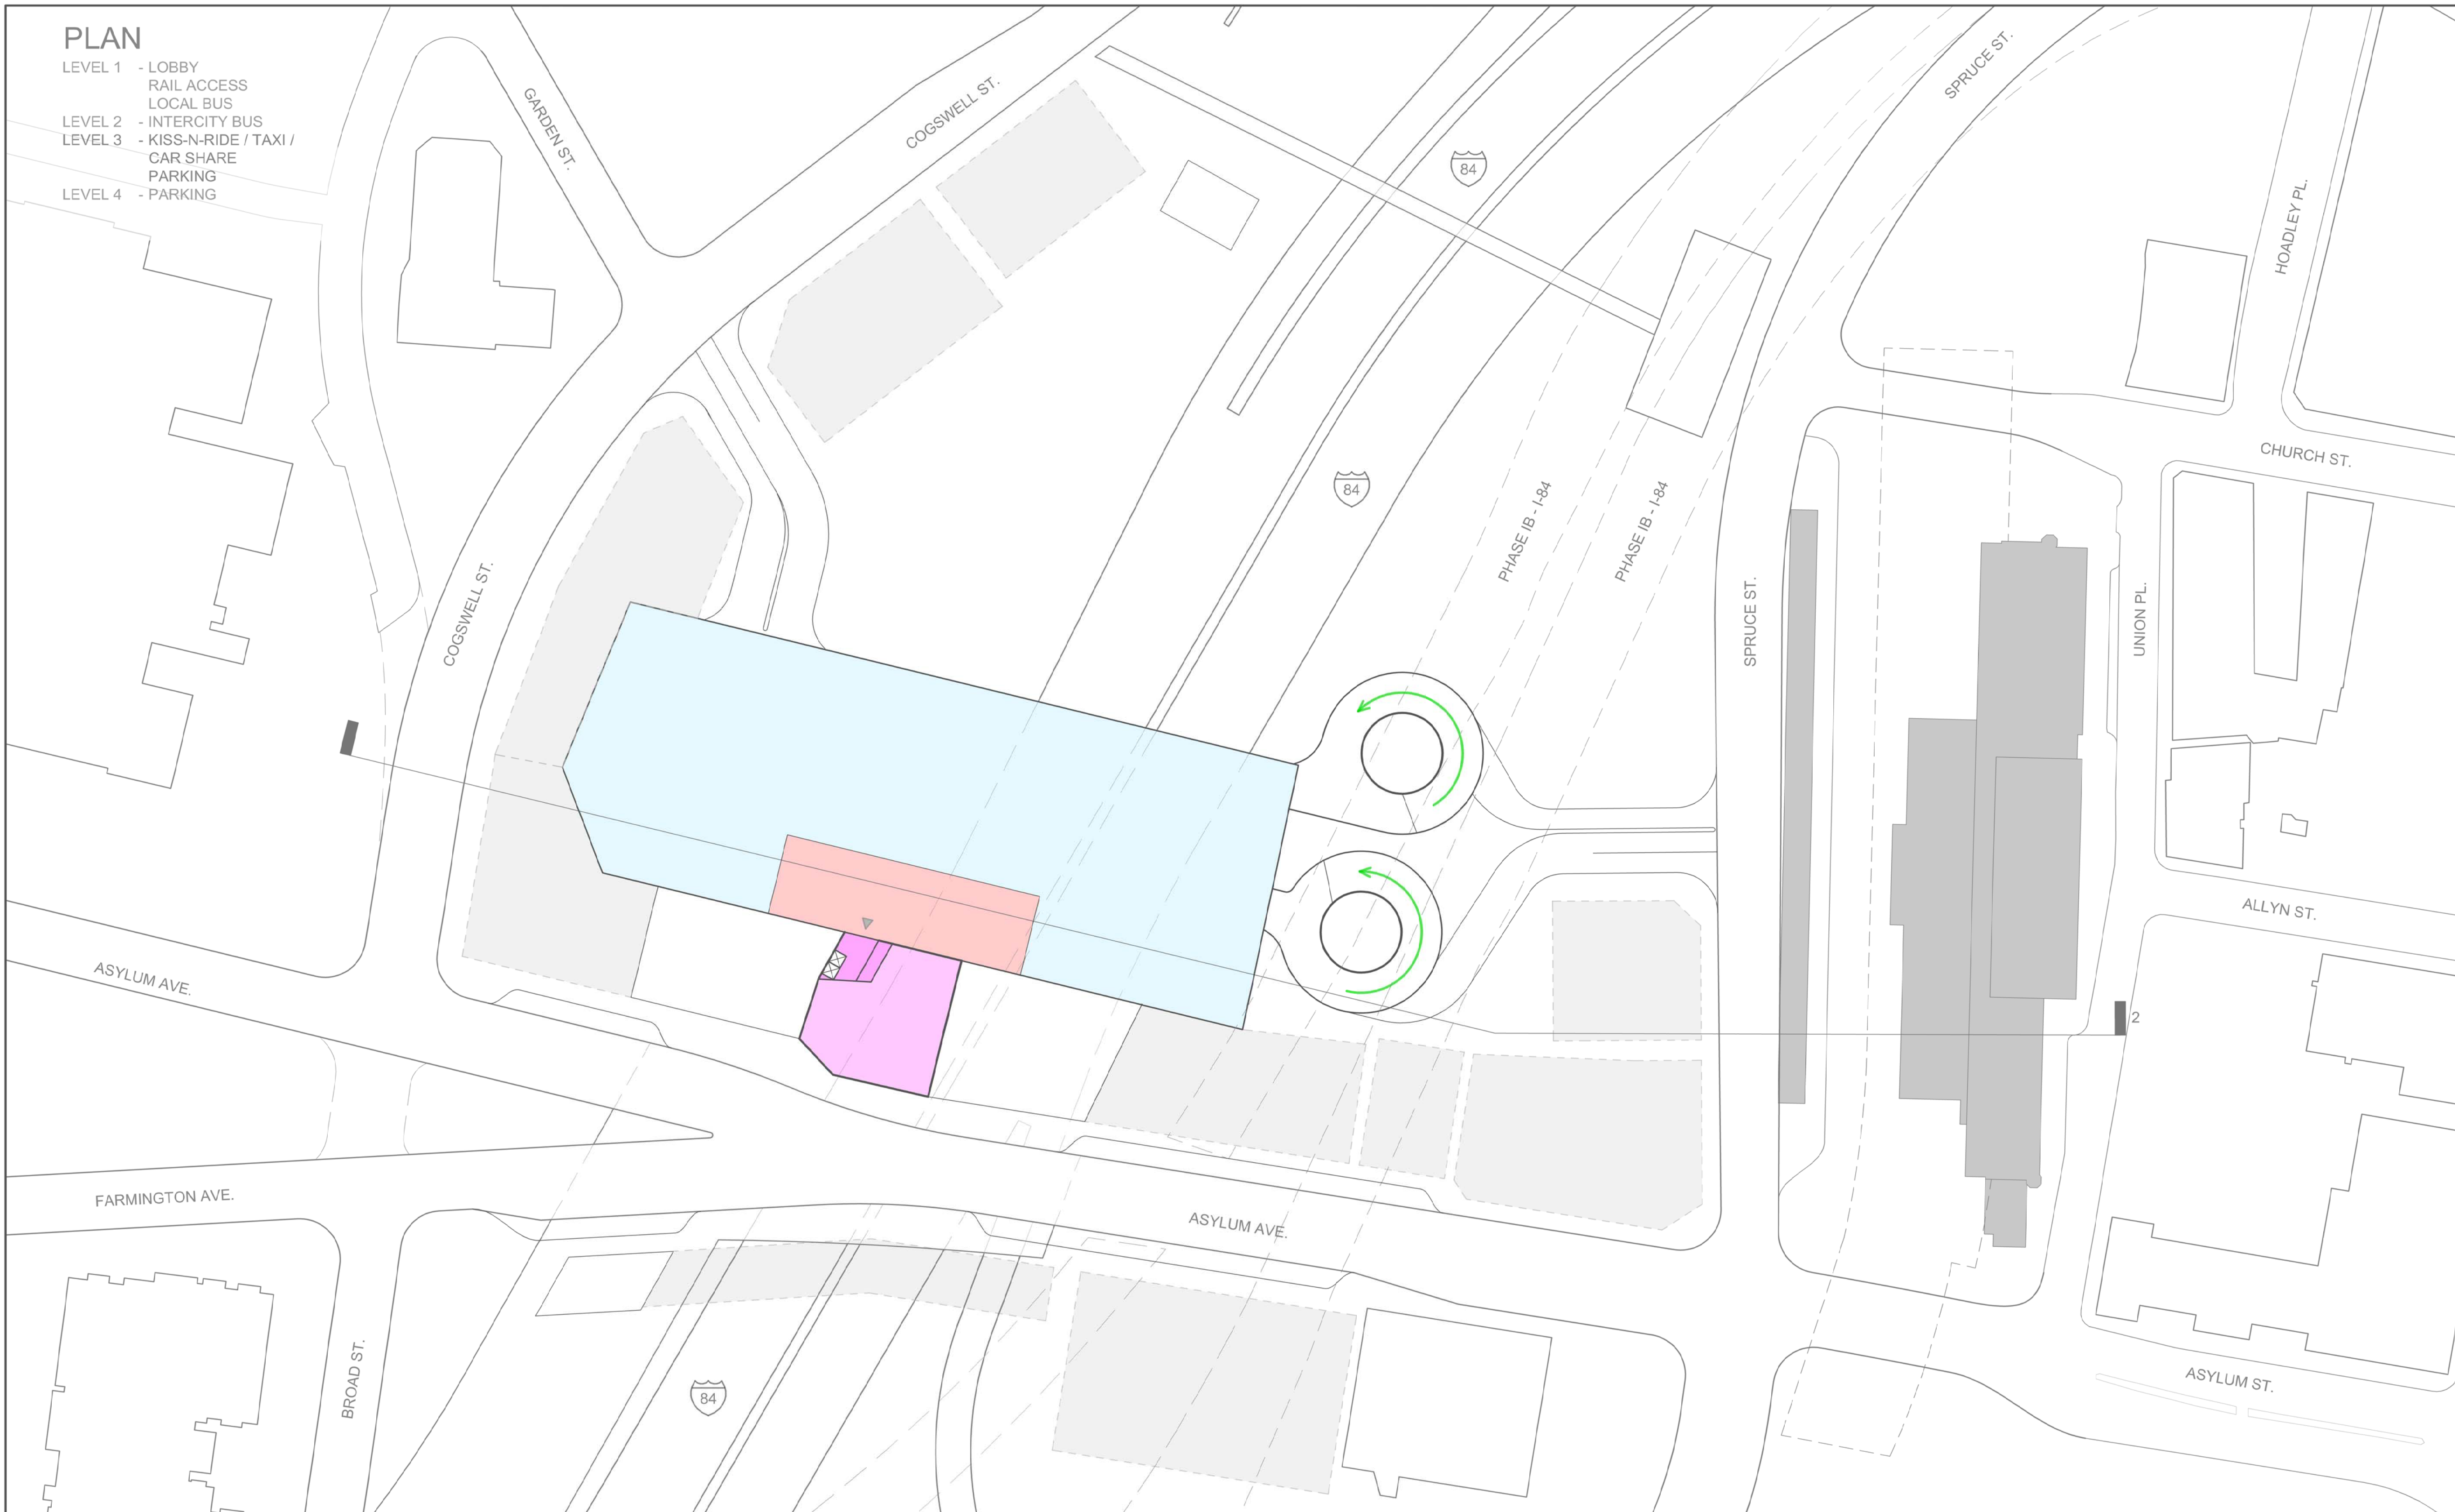 PLAN
LEVEL 1 - LOBBY
RAIL ACCESS
LOCAL BUS
LEVEL 2 - INTERCITY BUS
LEVEL 3 - KISS-N-RIDE / TAXI /
CAR SHARE
PARKING
LEVEL 4 - PARKING
GARDEN ST.
COGSWELL ST.
SPRUCE ST.
84
HOADLEY PL.
CHURCH ST.
84
PHASE IB - I-84
PHASE IB - I-84
COGSWELL ST.
SPRUCE ST.
UNION PL.
ALLYN ST.
ASYLUM AVE.
2
FARMINGTON AVE.
ASYLUM AVE.
BROAD ST.
84
ASYLUM ST.